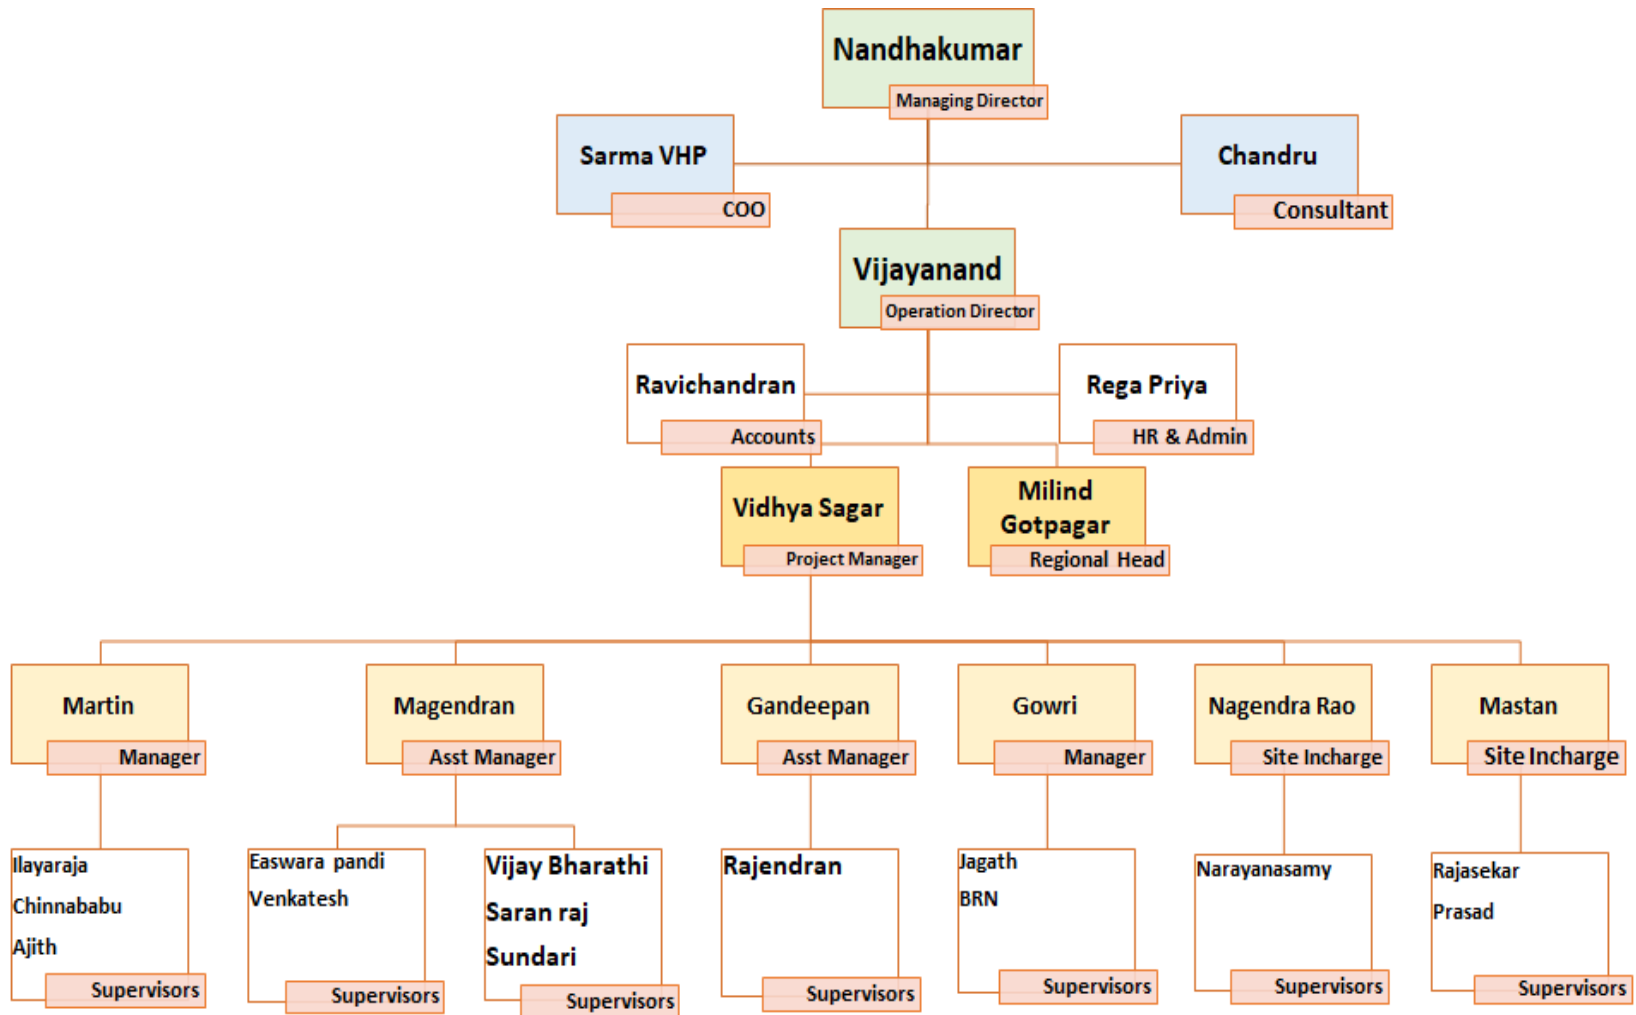 Nandhakumar
Managing Director
Sarma VHP
COO
Chandru
Consultant
Vijayanand
Operation Director
Ravichandran
Accounts
Rega Priya
HR & Admin
Vidhya Sagar
Project Manager
Milind
Gotpagar
Regional Head
Martin
Manager
Magendran
Asst Manager
Gandeepan
Asst Manager
Gowri
Manager
Nagendra Rao
Site Incharge
Mastan
Site Incharge
Ilayaraja
Chinnababu
Ajith
Supervisors
Easwara pandi
Venkatesh
Supervisors
Vijay Bharathi
Saran raj
Sundari
Supervisors
Rajendran
Supervisors
Jagath
BRN
Supervisors
Narayanasamy
Supervisors
Rajasekar
Prasad
Supervisors